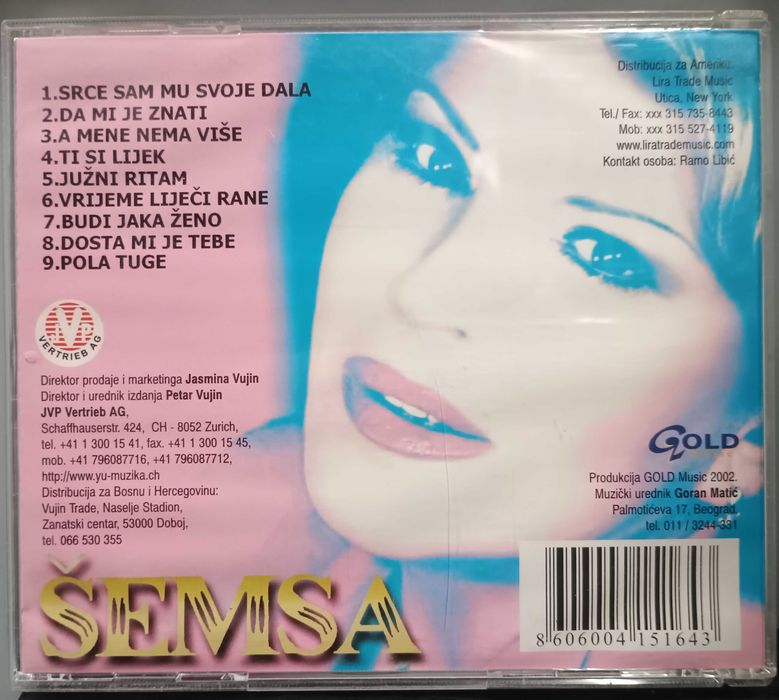 1.SRCE SAM MU SVOJE DALA
2.DA MI JE ZNATI
3.A MENE NEMA VIŠE
4.TI SI LIJEK
5.JUŽNI RITAM
6.VRIJEME LIJEČI RANE
7.BUDI JAKA ŽENO
8.DOSTA MI JE TEBE
9.POLA TUGE
Distribucija za Ameriku:
Lira Trade Music
Utica, New York
Tel./ Fax: xxx 315 735-8443
Mob: xxx 315 527-4119
www.liratrademusic.com
Kontakt osoba: Ramo Libić
JVP
VERTRIEB AG
Direktor prodaje i marketinga Jasmina Vujin
Direktor i urednik izdanja Petar Vujin
JVP Vertrieb AG,
Schaffhauserstr. 424, CH - 8052 Zurich,
tel. +41 1 300 15 41, fax. +41 1 300 15 45,
mob. +41 796087716, +41 796087712,
http://www.yu-muzika.ch
Distribucija za Bosnu i Hercegovinu:
Vujin Trade, Naselje Stadion,
Zanatski centar, 53000 Doboj,
tel. 066 530 355
GOLD
Produkcija GOLD Music 2002.
Muzički urednik Goran Matić
Palmotićeva 17, Beograd,
tel. 011 / 3244-331
ŠEMSA
8 606004 151643